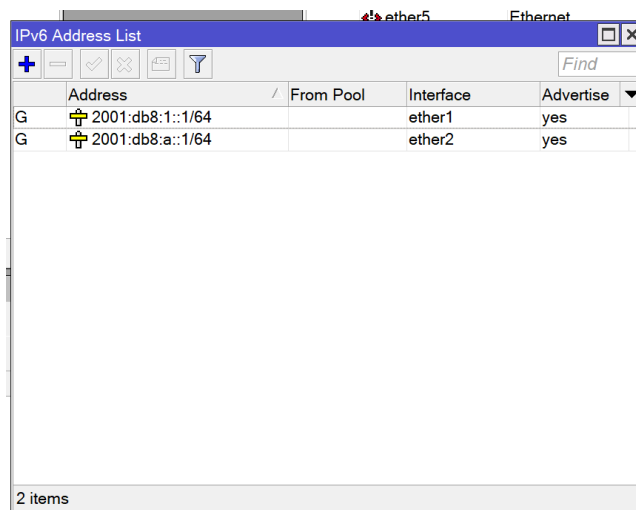 ether5 Ethernet
IPv6 Address List
Find
Address From Pool Interface Advertise
G 2001:db8:1::1/64 ether1 yes
G 2001:db8:a::1/64 ether2 yes
2 items